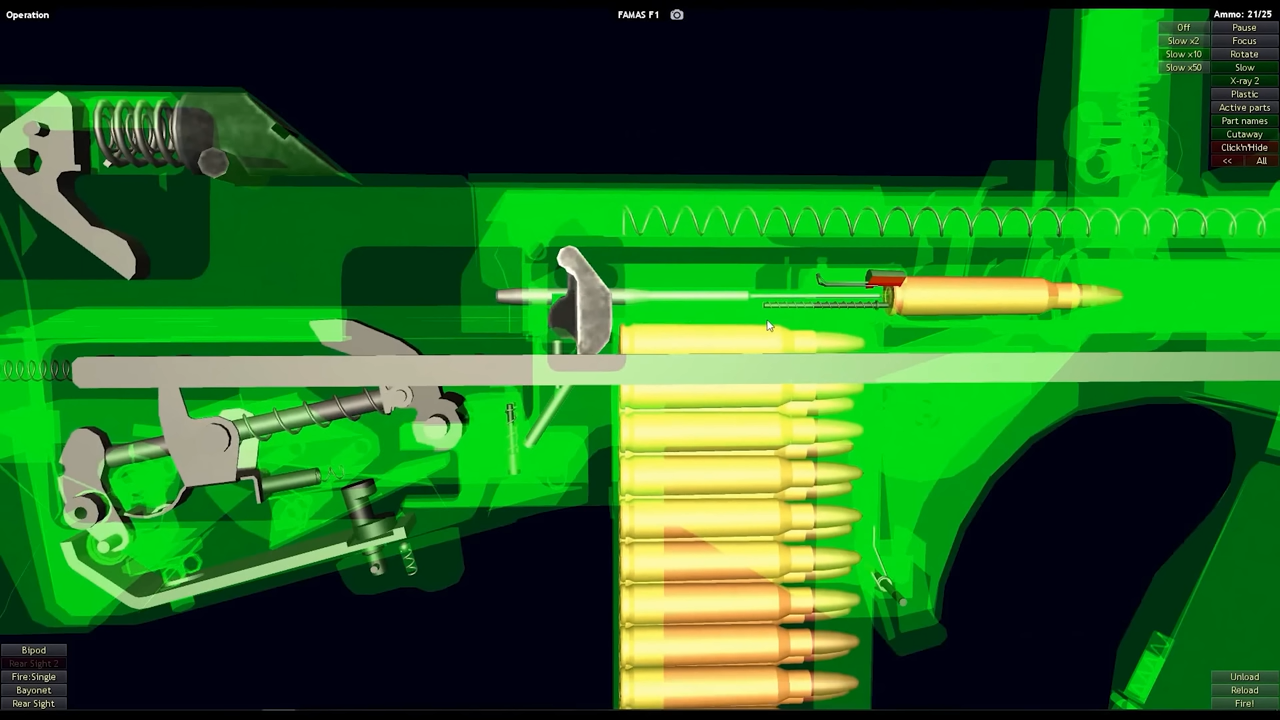 Operation
FAMAS F1
Ammo: 21/25
Off
Pause
Slow x2
Focus
Slow x10
Rotate
Slow x50
Slow
X-ray 2
Plastic
Active parts
Part names
Cutaway
Click'n'Hide
<< All
Bipod
Rear Sight 2
Fire:Single
Bayonet
Rear Sight
Unload
Reload
Fire!